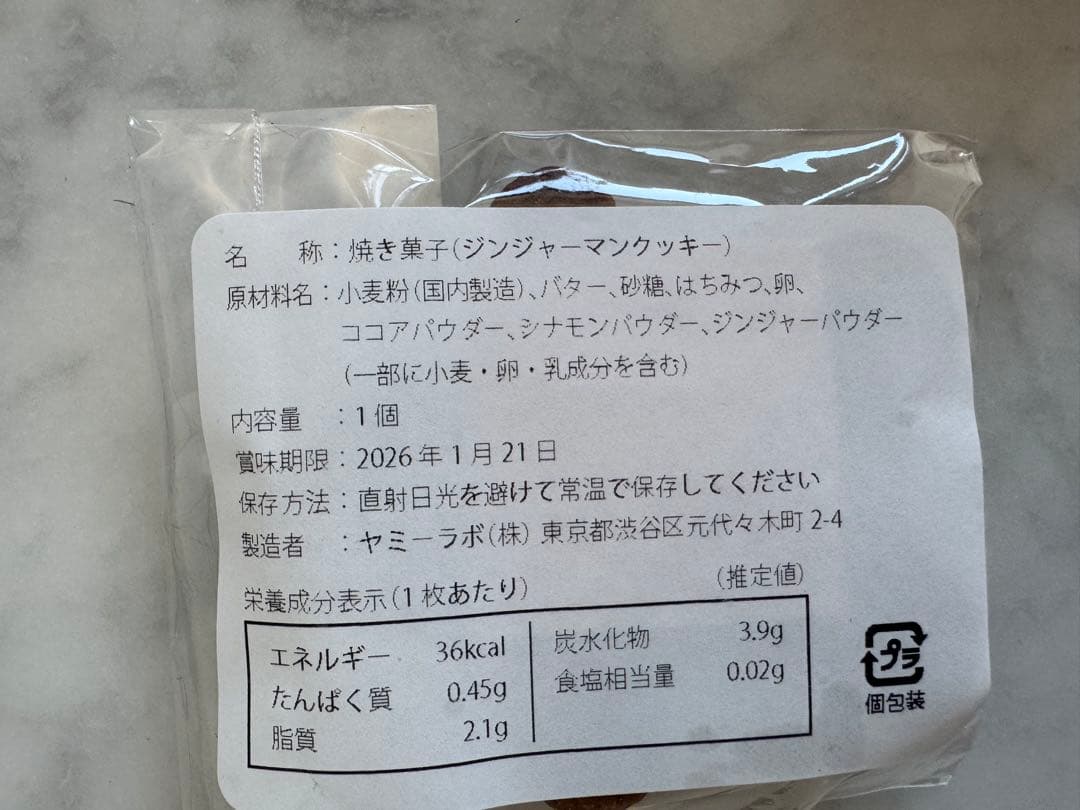 名　　称：焼き菓子(ジンジャーマンクッキー)
原材料名：小麦粉(国内製造)、バター、砂糖、はちみつ、卵、
ココアパウダー、シナモンパウダー、ジンジャーパウダー
(一部に小麦・卵・乳成分を含む)
内容量　：1個
賞味期限：2026年1月21日
保存方法：直射日光を避けて常温で保存してください
製造者　：ヤミーラボ(株) 東京都渋谷区元代々木町2-4
栄養成分表示(1枚あたり)　(推定値)
エネルギー 36kcal
たんぱく質 0.45g
脂質 2.1g
炭水化物 3.9g
食塩相当量 0.02g
プラ
個包装